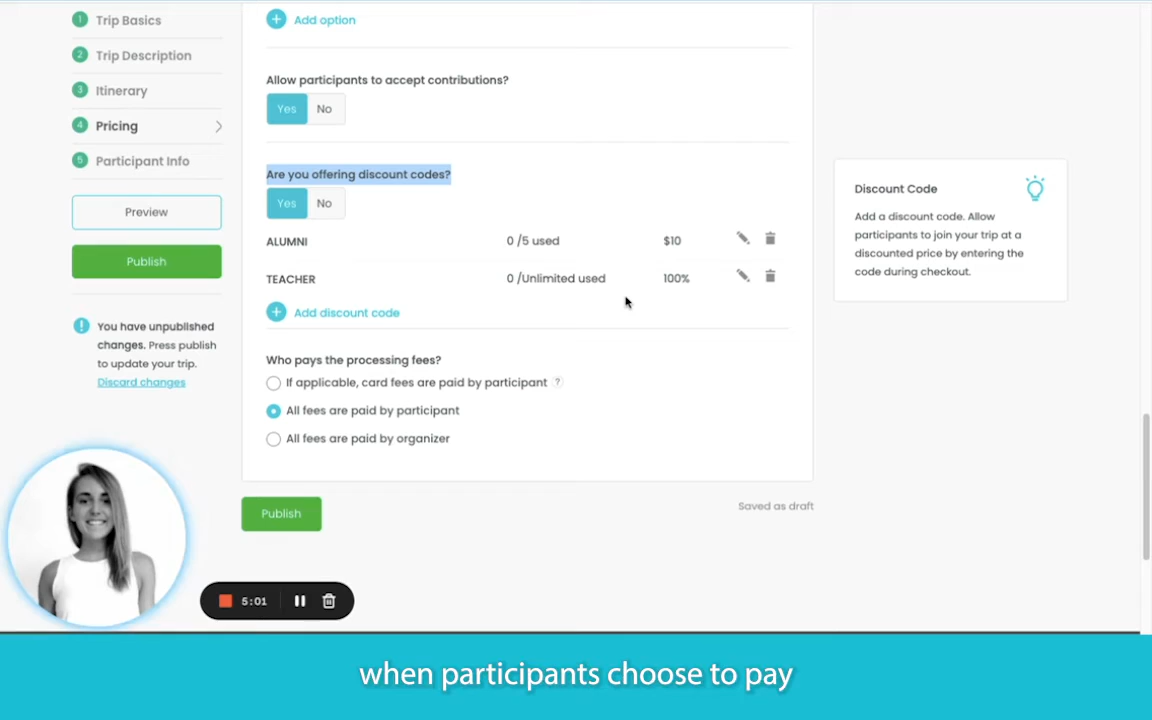 1 Trip Basics
2 Trip Description
3 Itinerary
4 Pricing
5 Participant Info
Preview
Publish
! You have unpublished
changes. Press publish
to update your trip.
Discard changes
+ Add option
Allow participants to accept contributions?
Yes No
Are you offering discount codes?
Yes No
ALUMNI 0 /5 used $10
TEACHER 0 /Unlimited used 100%
+ Add discount code
Who pays the processing fees?
If applicable, card fees are paid by participant ?
All fees are paid by participant
All fees are paid by organizer
Publish
Saved as draft
Discount Code
Add a discount code. Allow
participants to join your trip at a
discounted price by entering the
code during checkout.
5:01
when participants choose to pay